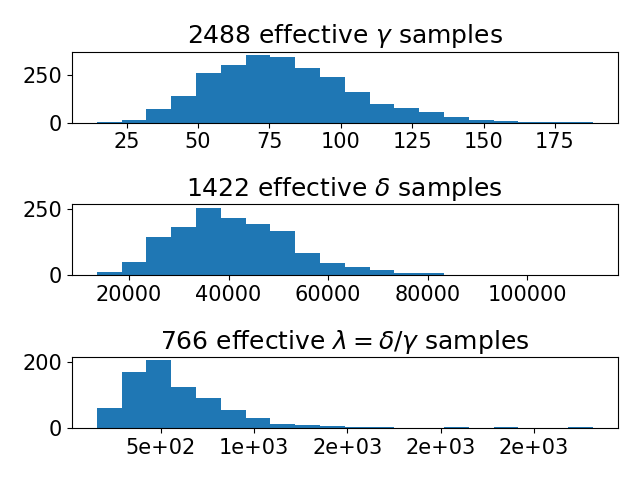 2488 effective γ samples
250
0
25 50 75 100 125 150 175
1422 effective δ samples
250
0
20000 40000 60000 80000 100000
766 effective λ = δ/γ samples
200
0
5e+02 1e+03 2e+03 2e+03 2e+03